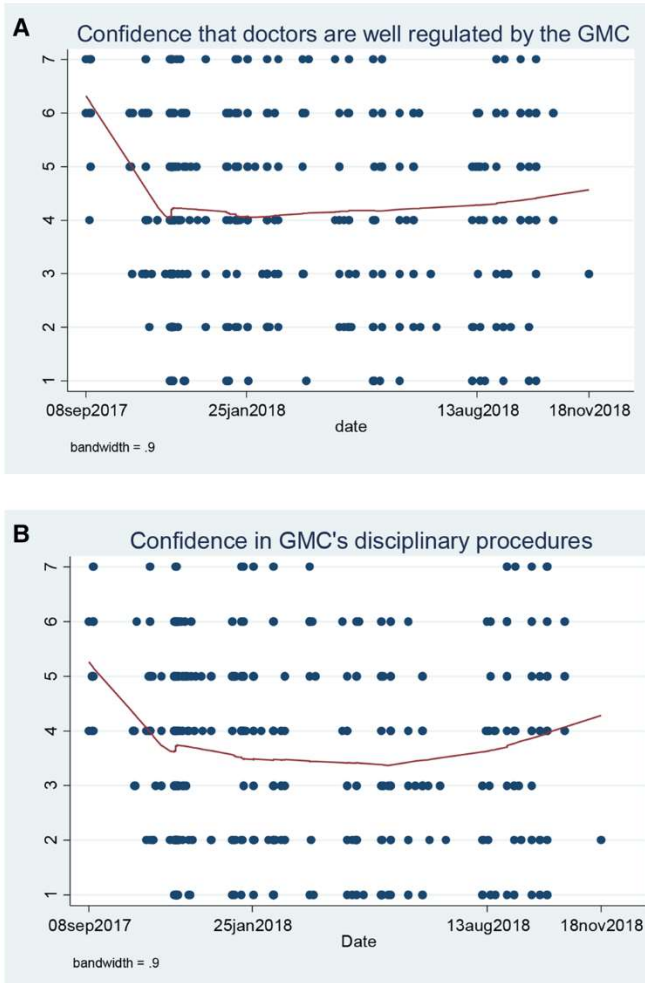 A
Confidence that doctors are well regulated by the GMC
7
6
5
4
3
2
1
08sep2017 25jan2018 13aug2018 18nov2018
date
bandwidth = .9
B
Confidence in GMC's disciplinary procedures
7
6
5
4
3
2
1
08sep2017 25jan2018 13aug2018 18nov2018
Date
bandwidth = .9